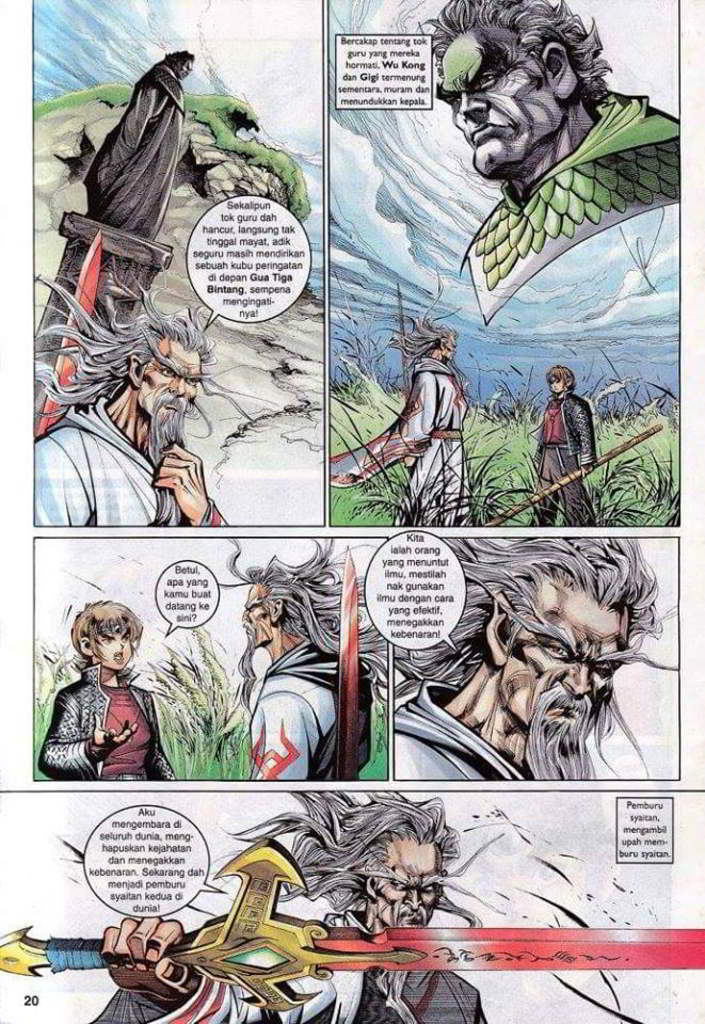 Sekalipun
tok guru dah
hancur, langsung tak
tinggal mayat, adik
seguru masih mendirikan
sebuah kubu peringatan
di depan Gua Tiga
Bintang, sempena
mengingati-
nya!
Bercakap tentang tok
guru yang mereka
hormati, Wu Kong
dan Gigi termenung
sementara, muram dan
menundukkan kepala.
Betul,
apa yang
kamu buat
datang ke
sini?
Kita
ialah orang
yang menuntut
ilmu, mestilah
nak gunakan
ilmu dengan cara
yang efektif,
menegakkan
kebenaran!
Aku
mengembara di
seluruh dunia, meng-
hapuskan kejahatan
dan menegakkan
kebenaran. Sekarang dah
menjadi pemburu
syaitan kedua di
dunia!
Pemburu
syaitan,
mengambil
upah mem-
buru syaitan.
20